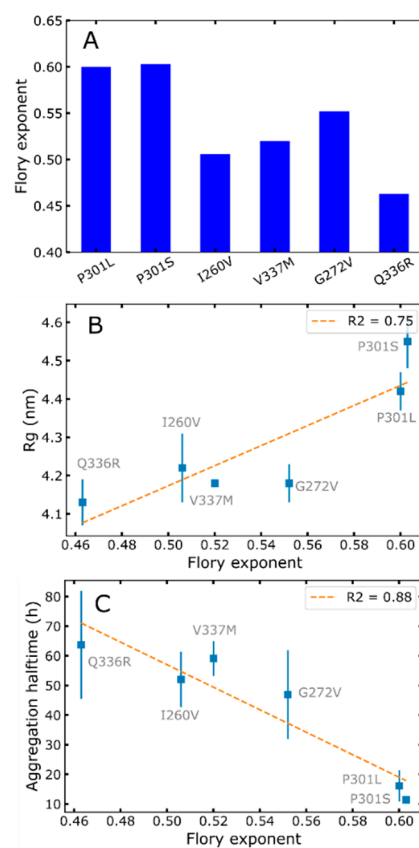 A
Flory exponent
0.65
0.60
0.55
0.50
0.45
0.40
P301L
P301S
I260V
V337M
G272V
Q336R
B
R2 = 0.75
Rg (nm)
4.6
4.5
4.4
4.3
4.2
4.1
P301S
P301L
I260V
Q336R
V337M
G272V
0.46 0.48 0.50 0.52 0.54 0.56 0.58 0.60
Flory exponent
C
R2 = 0.88
Aggregation halftime (h)
80
70
60
50
40
30
20
10
V337M
Q336R
I260V
G272V
P301L
P301S
0.46 0.48 0.50 0.52 0.54 0.56 0.58 0.60
Flory exponent